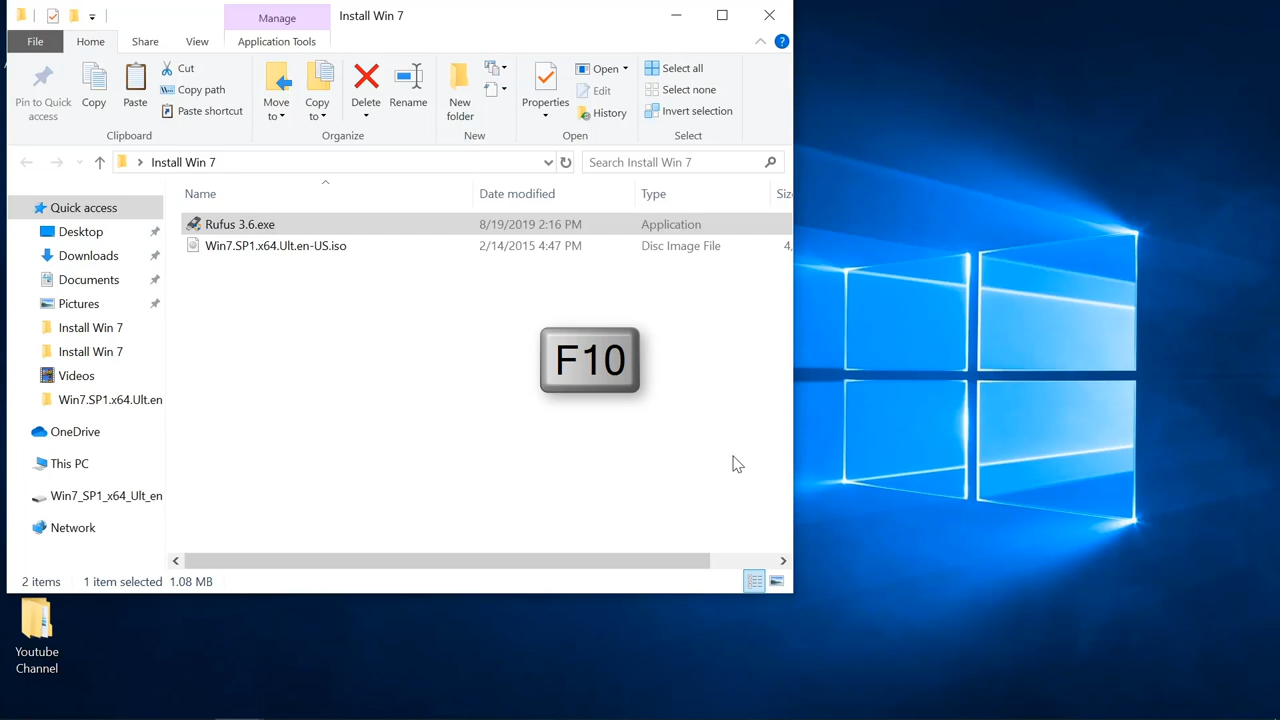 Manage
Install Win 7
File
Home
Share
View
Application Tools
Pin to Quick
access
Copy
Paste
Cut
Copy path
Paste shortcut
Move
to
Copy
to
Delete
Rename
New
folder
Properties
Open
Edit
History
Select all
Select none
Invert selection
Clipboard
Organize
New
Open
Select
Install Win 7
Search Install Win 7
Name
Date modified
Type
Siz
Quick access
Rufus 3.6.exe
8/19/2019 2:16 PM
Application
Win7.SP1.x64.Ult.en-US.iso
2/14/2015 4:47 PM
Disc Image File
4,
Desktop
Downloads
Documents
Pictures
Install Win 7
Install Win 7
Videos
Win7.SP1.x64.Ult.en
OneDrive
This PC
Win7_SP1_x64_Ult_en
Network
F10
2 items
1 item selected
1.08 MB
Youtube
Channel